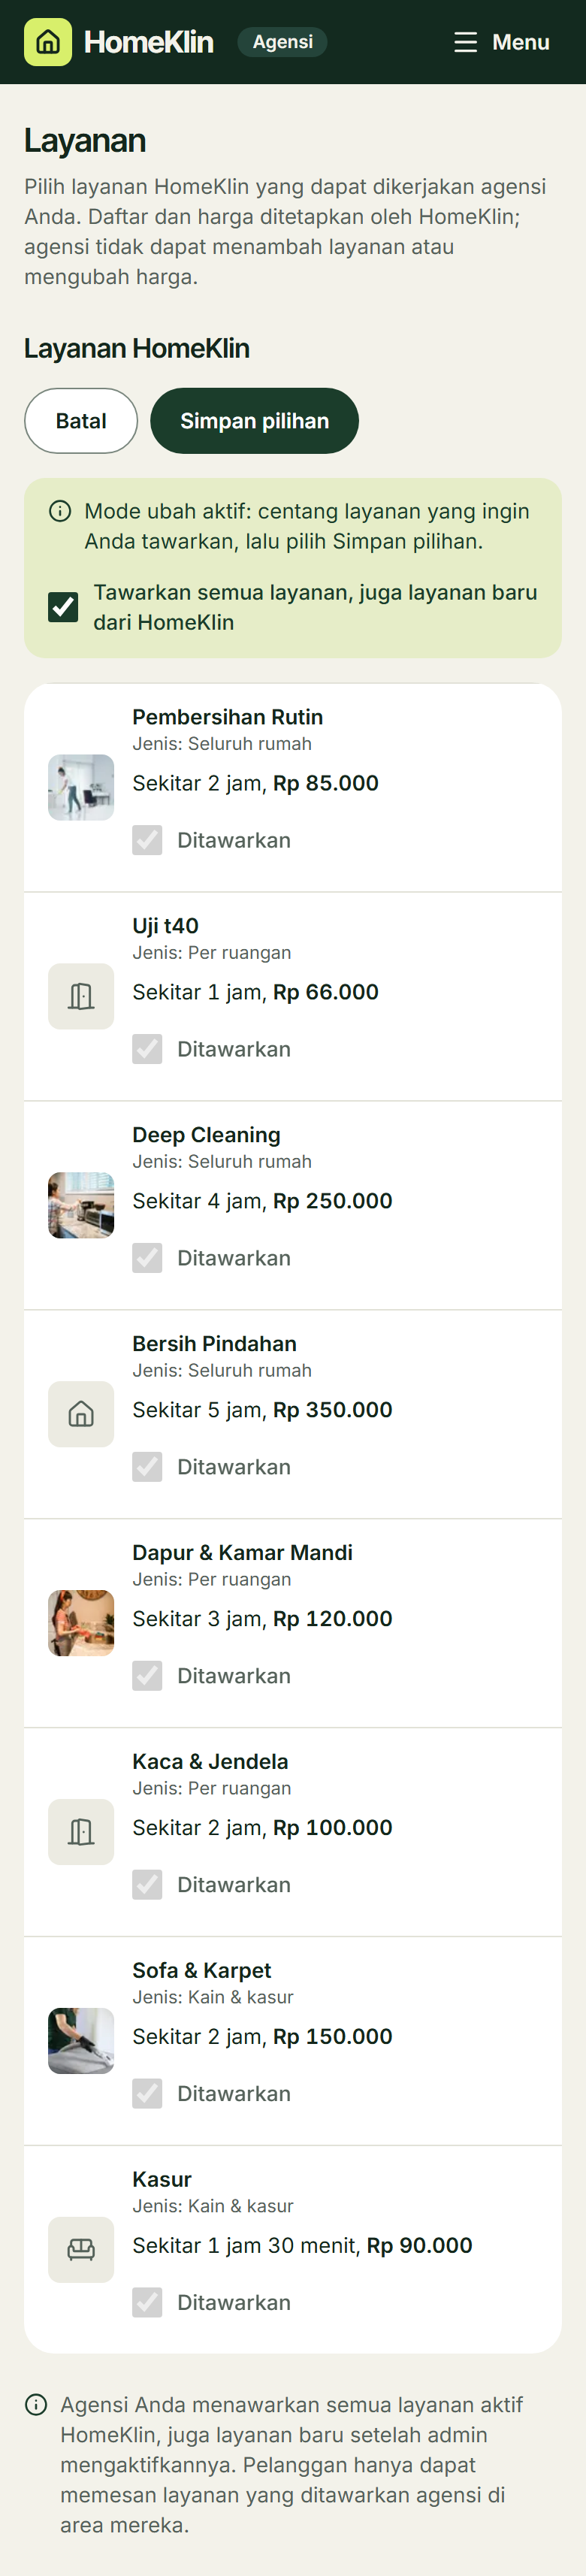 HomeKlin
Agensi
Menu
Layanan
Pilih layanan HomeKlin yang dapat dikerjakan agensi
Anda. Daftar dan harga ditetapkan oleh HomeKlin;
agensi tidak dapat menambah layanan atau
mengubah harga.
Layanan HomeKlin
Batal
Simpan pilihan
Mode ubah aktif: centang layanan yang ingin
Anda tawarkan, lalu pilih Simpan pilihan.
Tawarkan semua layanan, juga layanan baru
dari HomeKlin
Pembersihan Rutin
Jenis: Seluruh rumah
Sekitar 2 jam, Rp 85.000
Ditawarkan
Uji t40
Jenis: Per ruangan
Sekitar 1 jam, Rp 66.000
Ditawarkan
Deep Cleaning
Jenis: Seluruh rumah
Sekitar 4 jam, Rp 250.000
Ditawarkan
Bersih Pindahan
Jenis: Seluruh rumah
Sekitar 5 jam, Rp 350.000
Ditawarkan
Dapur & Kamar Mandi
Jenis: Per ruangan
Sekitar 3 jam, Rp 120.000
Ditawarkan
Kaca & Jendela
Jenis: Per ruangan
Sekitar 2 jam, Rp 100.000
Ditawarkan
Sofa & Karpet
Jenis: Kain & kasur
Sekitar 2 jam, Rp 150.000
Ditawarkan
Kasur
Jenis: Kain & kasur
Sekitar 1 jam 30 menit, Rp 90.000
Ditawarkan
Agensi Anda menawarkan semua layanan aktif
HomeKlin, juga layanan baru setelah admin
mengaktifkannya. Pelanggan hanya dapat
memesan layanan yang ditawarkan agensi di
area mereka.